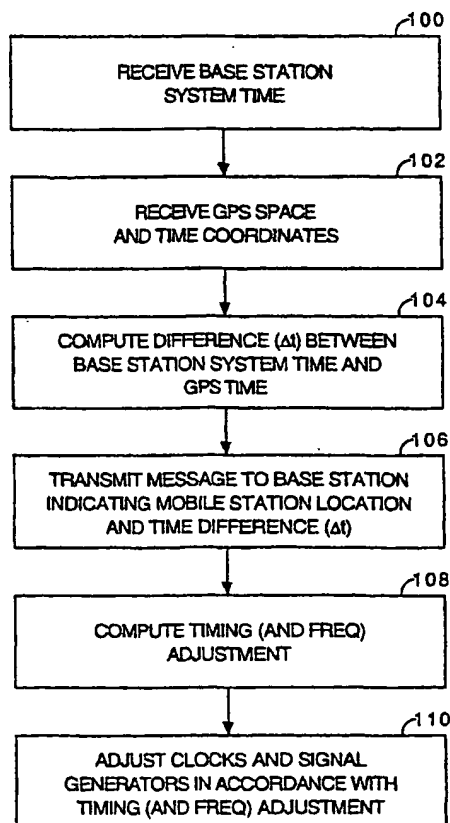 100
RECEIVE BASE STATION
SYSTEM TIME
102
RECEIVE GPS SPACE
AND TIME COORDINATES
104
COMPUTE DIFFERENCE (Δt) BETWEEN
BASE STATION SYSTEM TIME AND
GPS TIME
106
TRANSMIT MESSAGE TO BASE STATION
INDICATING MOBILE STATION LOCATION
AND TIME DIFFERENCE (Δt)
108
COMPUTE TIMING (AND FREQ)
ADJUSTMENT
110
ADJUST CLOCKS AND SIGNAL
GENERATORS IN ACCORDANCE WITH
TIMING (AND FREQ) ADJUSTMENT